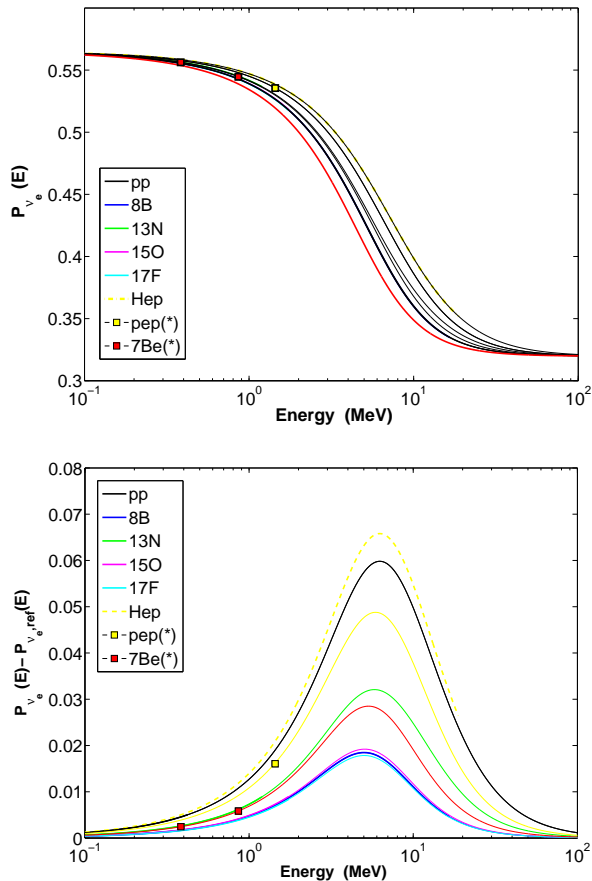 0.55
0.5
0.45
0.4
0.35
0.3
P_ν_e (E)
pp
8B
13N
15O
17F
Hep
pep(*)
7Be(*)
10^−1 10^0 10^1 10^2
Energy (MeV)
0.08
0.07
0.06
0.05
0.04
0.03
0.02
0.01
0
P_ν_e (E) − P_ν_e,ref (E)
pp
8B
13N
15O
17F
Hep
pep(*)
7Be(*)
10^−1 10^0 10^1 10^2
Energy (MeV)